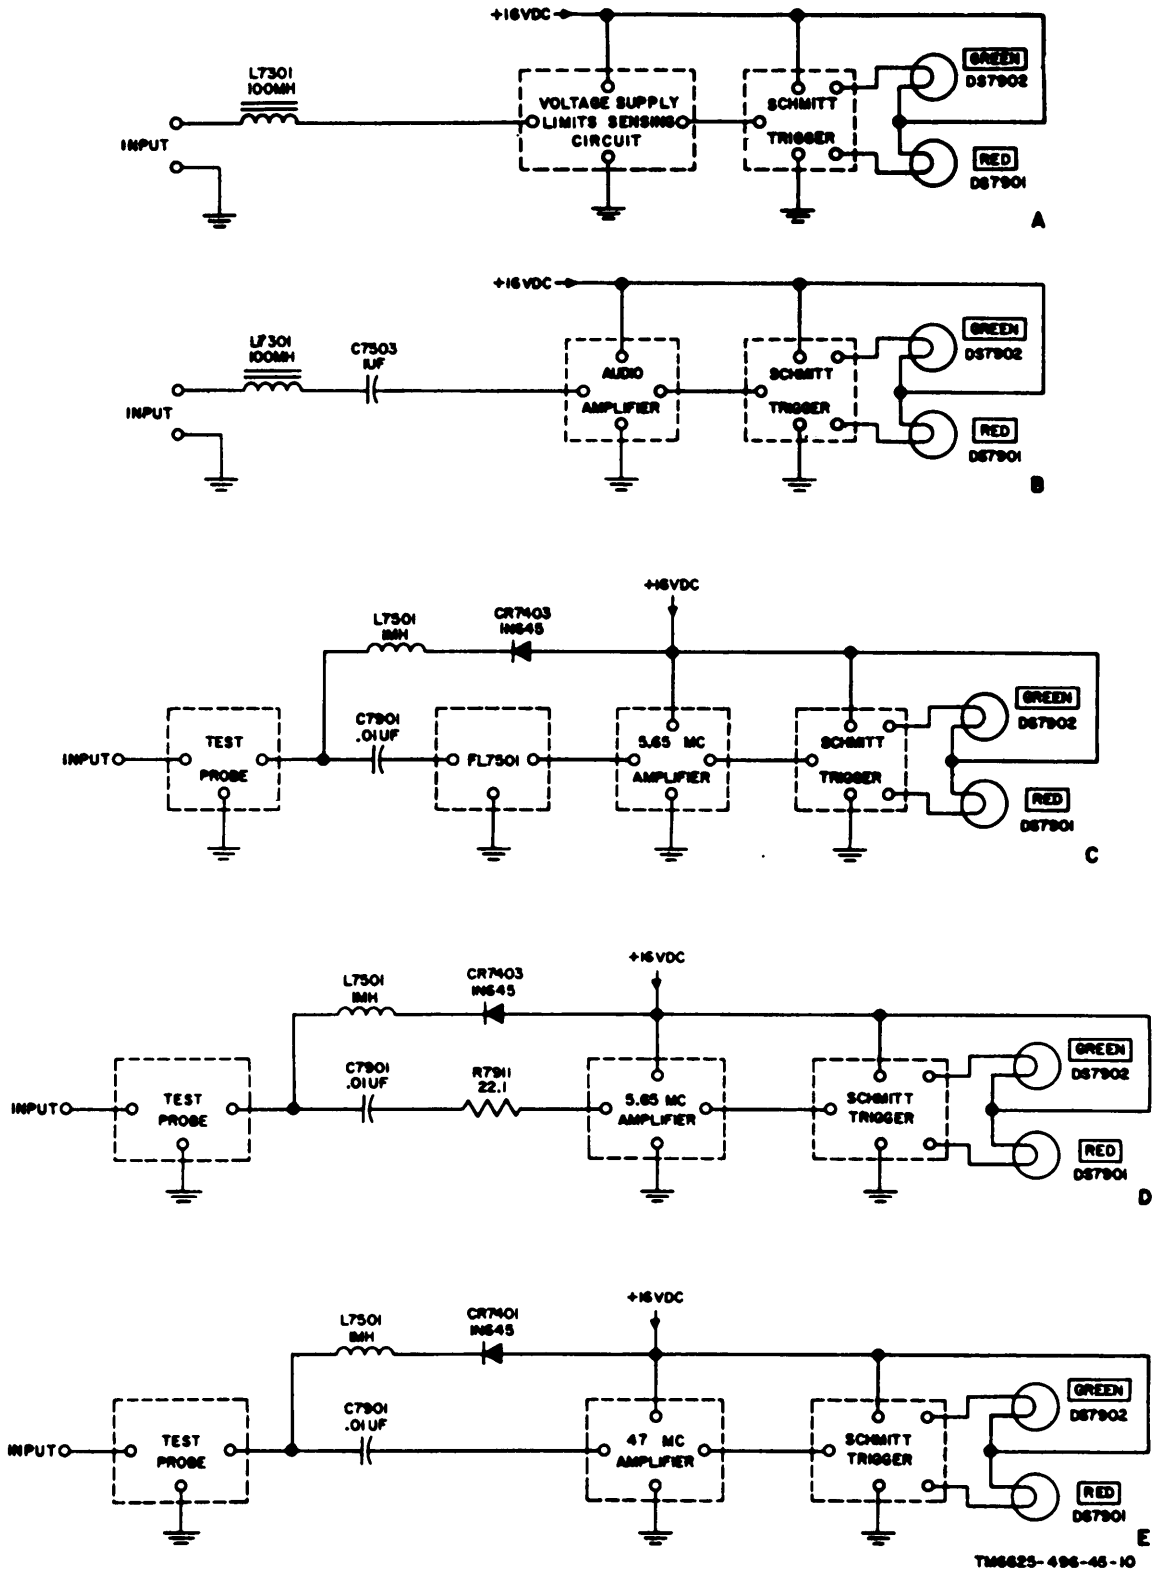 +16VDC
L7301
100MH
INPUT
VOLTAGE SUPPLY
LIMITS SENSING
CIRCUIT
SCHMITT
TRIGGER
GREEN
DS7902
RED
DS7901
A
+16VDC
L7301
100MH
C7503
1UF
INPUT
AUDIO
AMPLIFIER
SCHMITT
TRIGGER
GREEN
DS7902
RED
DS7901
B
+16VDC
L7501
1MH
CR7403
1N645
INPUT
TEST
PROBE
C7901
.01UF
FL7501
5.65 MC
AMPLIFIER
SCHMITT
TRIGGER
GREEN
DS7902
RED
DS7901
C
+16VDC
L7501
1MH
CR7403
1N645
INPUT
TEST
PROBE
C7901
.01UF
R7911
22.1
5.65 MC
AMPLIFIER
SCHMITT
TRIGGER
GREEN
DS7902
RED
DS7901
D
+16VDC
L7501
1MH
CR7401
1N645
INPUT
TEST
PROBE
C7901
.01UF
47 MC
AMPLIFIER
SCHMITT
TRIGGER
GREEN
DS7902
RED
DS7901
E
TM6625-496-45-10